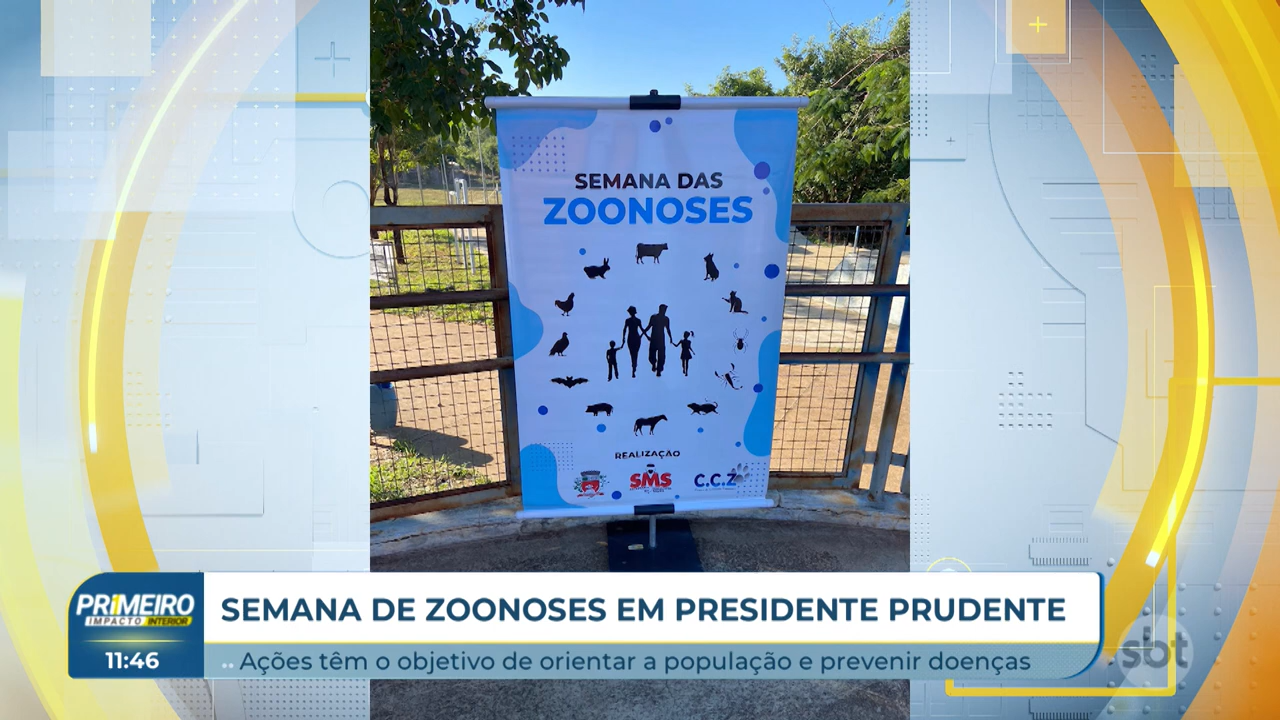 SEMANA DAS
ZOONOSES
REALIZAÇÃO
SMS
C.C.Z
PRIMEIRO
IMPACTO INTERIOR
11:46
SEMANA DE ZOONOSES EM PRESIDENTE PRUDENTE
.. Ações têm o objetivo de orientar a população e prevenir doenças
sbt